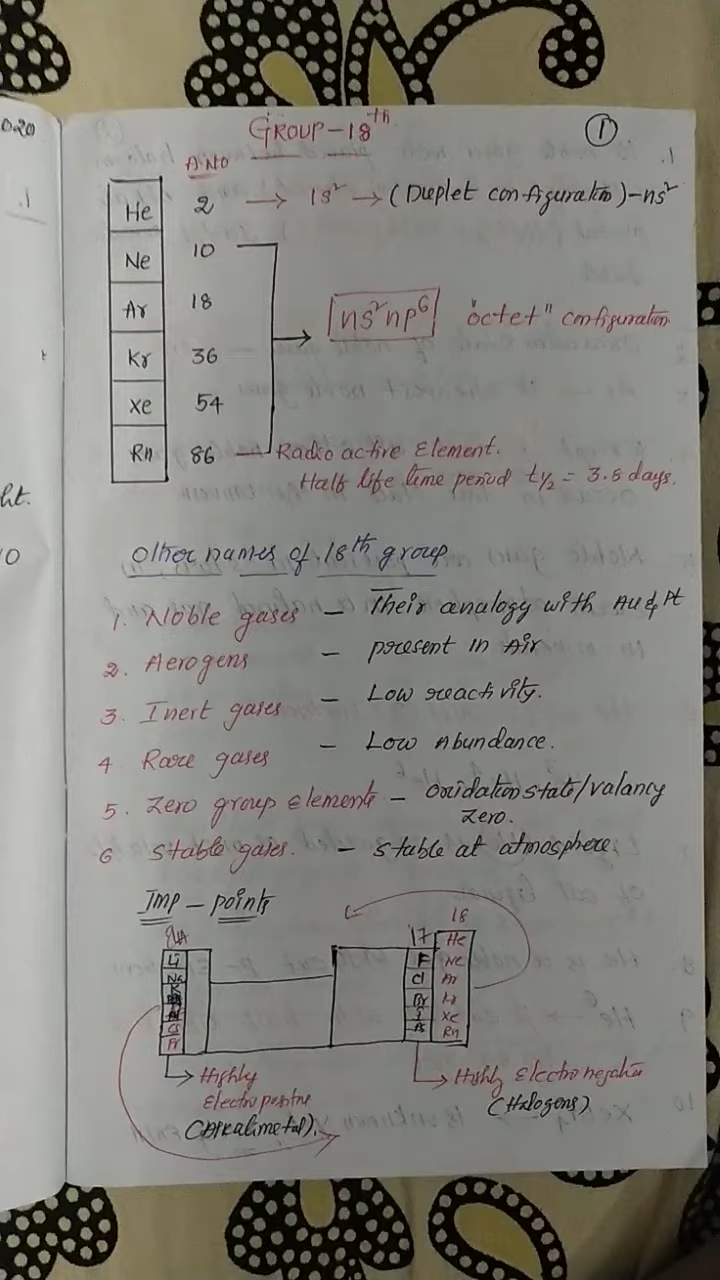 020
.1
ht.
10
GROUP-18th
1
A.NO
He 2 → 1s² → (Duplet configuration) - ns²
Ne 10
Ar 18
ns²np⁶ "octet" configuration
Kr 36
Xe 54
Rn 86 — Radio active Element.
Half life time period t½ = 3.8 days.
Other names of 18th group
1. Noble gases — Their analogy with Au & Pt
2. Aerogens — present in Air
3. Inert gases — Low reactivity.
4 Rare gases — Low Abundance.
5. Zero group Elements — Oxidation state/valancy
Zero.
6 Stable gases. — stable at atmosphere.
Imp - points
18
17
Li
F He
Ne
Cl Ar
Br Kr
I Xe
Rn
Fr
→ Highly
Electropositive
(Alkalimetal).
→ Highly Electronegative
(Halogens)